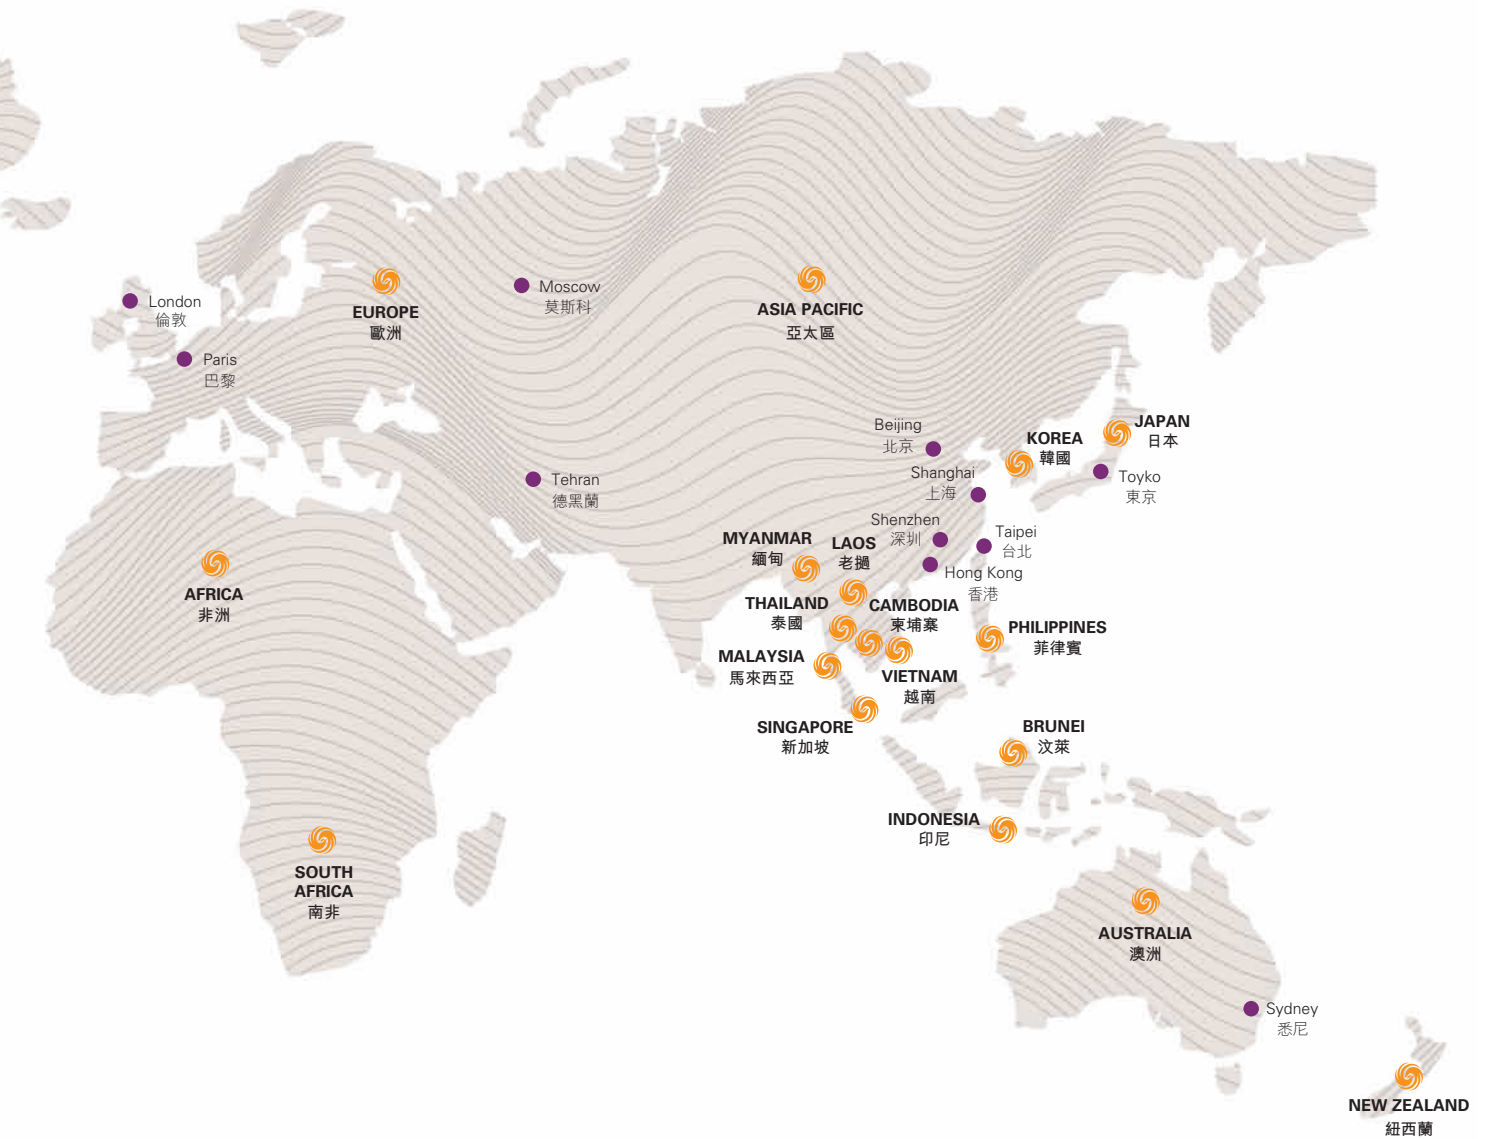 London
倫敦
Paris
巴黎
EUROPE
歐洲
Moscow
莫斯科
ASIA PACIFIC
亞太區
Tehran
德黑蘭
Beijing
北京
Shanghai
上海
Shenzhen
深圳
KOREA
韓國
JAPAN
日本
Toyko
東京
Taipei
台北
Hong Kong
香港
MYANMAR
緬甸
LAOS
老撾
THAILAND
泰國
CAMBODIA
柬埔寨
MALAYSIA
馬來西亞
VIETNAM
越南
PHILIPPINES
菲律賓
SINGAPORE
新加坡
BRUNEI
汶萊
INDONESIA
印尼
AFRICA
非洲
SOUTH
AFRICA
南非
AUSTRALIA
澳洲
Sydney
悉尼
NEW ZEALAND
紐西蘭